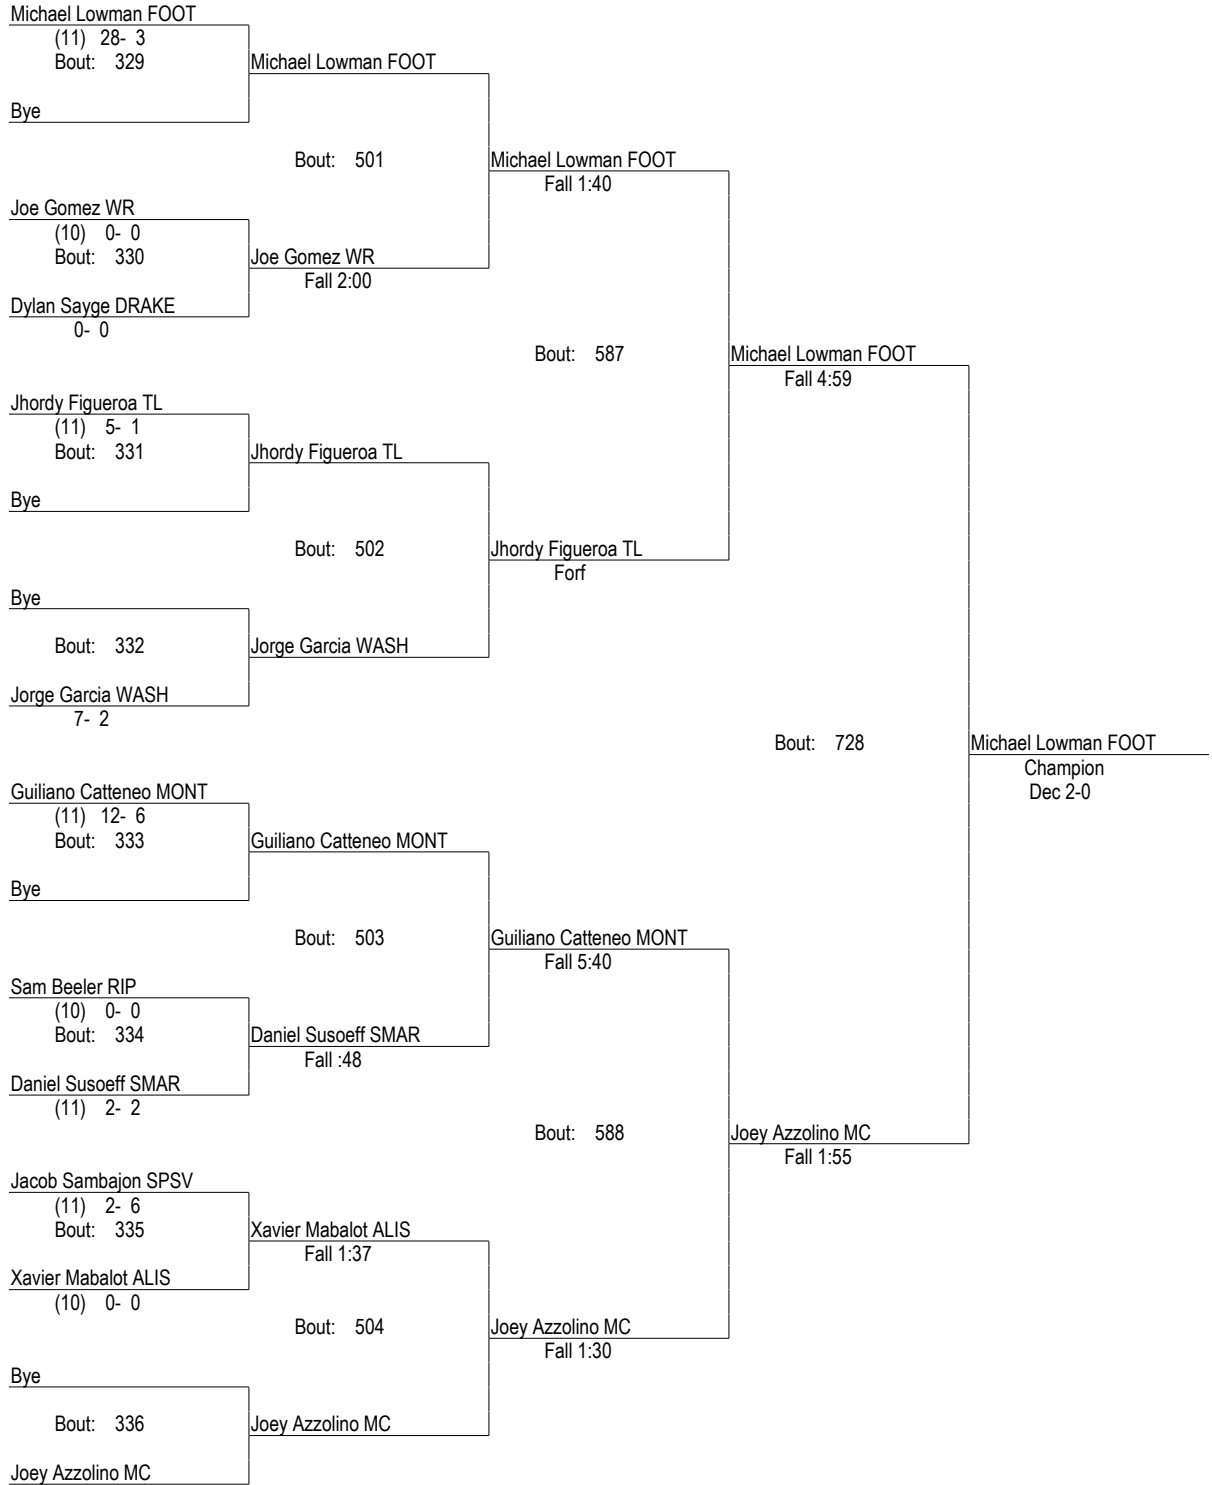 Michael Lowman FOOT
(11) 28- 3
Bout: 329
Michael Lowman FOOT
Bye
Bout: 501
Michael Lowman FOOT
Fall 1:40
Joe Gomez WR
(10) 0- 0
Bout: 330
Joe Gomez WR
Fall 2:00
Dylan Sayge DRAKE
0- 0
Bout: 587
Michael Lowman FOOT
Fall 4:59
Jhordy Figueroa TL
(11) 5- 1
Bout: 331
Jhordy Figueroa TL
Bye
Bout: 502
Jhordy Figueroa TL
Forf
Bye
Bout: 332
Jorge Garcia WASH
Jorge Garcia WASH
7- 2
Bout: 728
Michael Lowman FOOT
Champion
Dec 2-0
Guiliano Catteneo MONT
(11) 12- 6
Bout: 333
Guiliano Catteneo MONT
Bye
Bout: 503
Guiliano Catteneo MONT
Fall 5:40
Sam Beeler RIP
(10) 0- 0
Bout: 334
Daniel Susoeff SMAR
Fall :48
Daniel Susoeff SMAR
(11) 2- 2
Bout: 588
Joey Azzolino MC
Fall 1:55
Jacob Sambajon SPSV
(11) 2- 6
Bout: 335
Xavier Mabalot ALIS
Fall 1:37
Xavier Mabalot ALIS
(10) 0- 0
Bout: 504
Joey Azzolino MC
Fall 1:30
Bye
Bout: 336
Joey Azzolino MC
Joey Azzolino MC